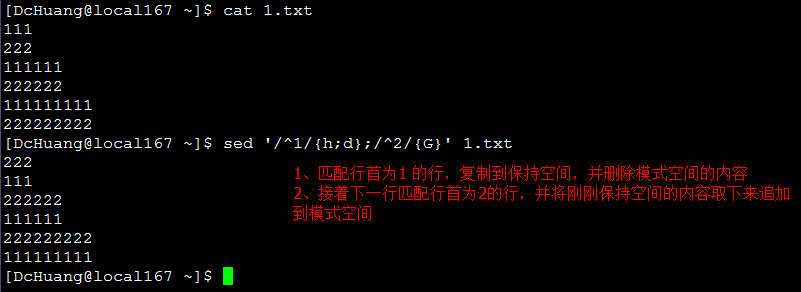 [DcHuang@local167 ~]$ cat 1.txt
111
222
111111
222222
111111111
222222222
[DcHuang@local167 ~]$ sed '/^1/{h;d};/^2/{G}' 1.txt
222
111
222222
111111
222222222
111111111
1、匹配行首为1 的行，复制到保持空间，并删除模式空间的内容
2、接着下一行匹配行首为2的行，并将刚刚保持空间的内容取下来追加
到模式空间
[DcHuang@local167 ~]$